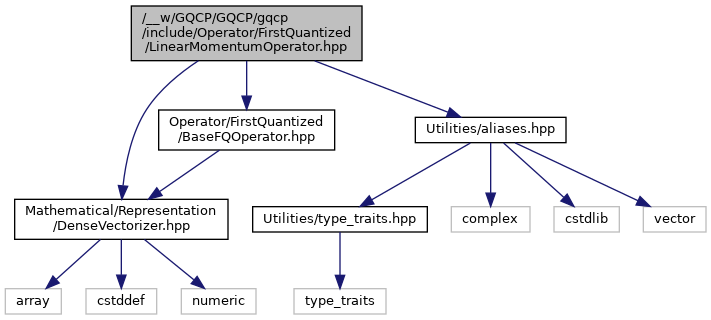 /__w/GQCP/GQCP/gqcp
/include/Operator/FirstQuantized
/LinearMomentumOperator.hpp
Operator/FirstQuantized
/BaseFQOperator.hpp
Utilities/aliases.hpp
Mathematical/Representation
/DenseVectorizer.hpp
Utilities/type_traits.hpp
complex
cstdlib
vector
array
cstddef
numeric
type_traits